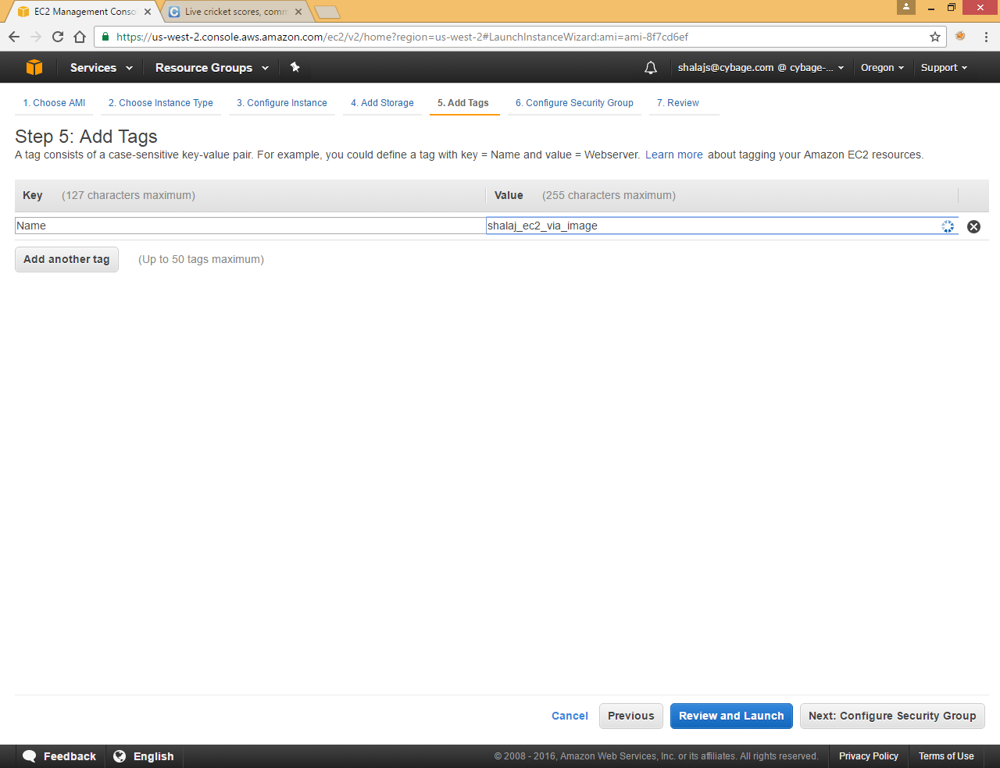 EC2 Management Conso
Live cricket scores, comm
https://us-west-2.console.aws.amazon.com/ec2/v2/home?region=us-west-2#LaunchInstanceWizard:ami=ami-8f7cd6ef
Services Resource Groups shalajs@cybage.com @ cybage-... Oregon Support
1. Choose AMI 2. Choose Instance Type 3. Configure Instance 4. Add Storage 5. Add Tags 6. Configure Security Group 7. Review
Step 5: Add Tags
A tag consists of a case-sensitive key-value pair. For example, you could define a tag with key = Name and value = Webserver. Learn more about tagging your Amazon EC2 resources.
Key (127 characters maximum) Value (255 characters maximum)
Name shalaj_ec2_via_image
Add another tag (Up to 50 tags maximum)
Cancel Previous Review and Launch Next: Configure Security Group
Feedback English © 2008 - 2016, Amazon Web Services, Inc. or its affiliates. All rights reserved. Privacy Policy Terms of Use